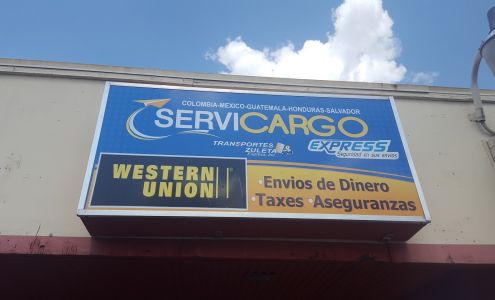 COLOMBIA-MEXICO-GUATEMALA-HONDURAS-SALVADOR
SERVICARGO
TRANSPORTES
ZULETA
EXPRESS
Seguridad en sus envios
WESTERN
UNION
·Envios de Dinero
·Taxes ·Aseguranzas